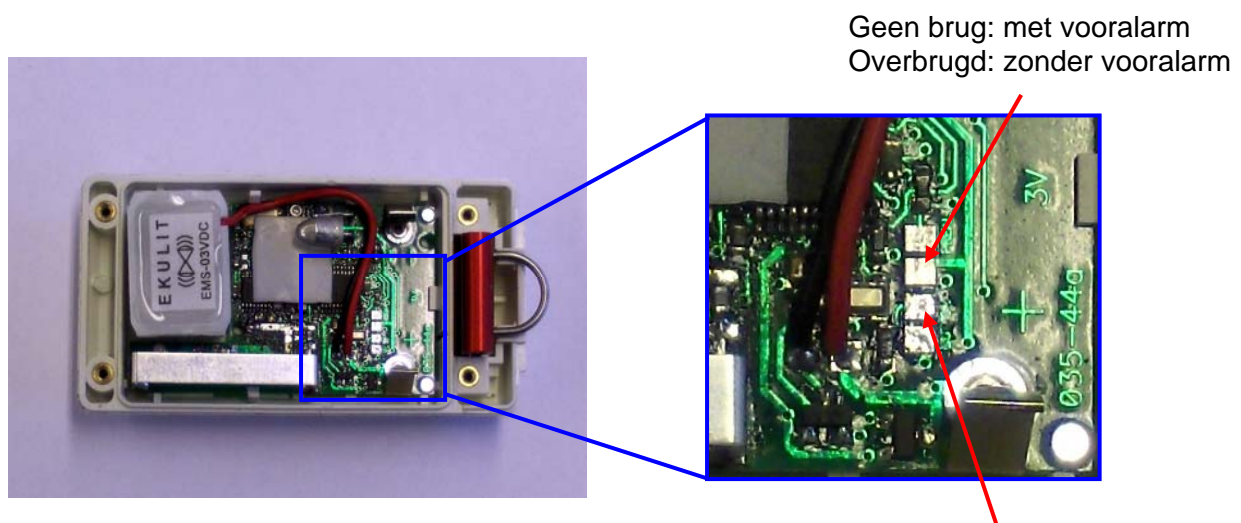 Geen brug: met vooralarm
Overbrugd: zonder vooralarm
EKULIT
EMS-03VDC
3V
+
035-44a